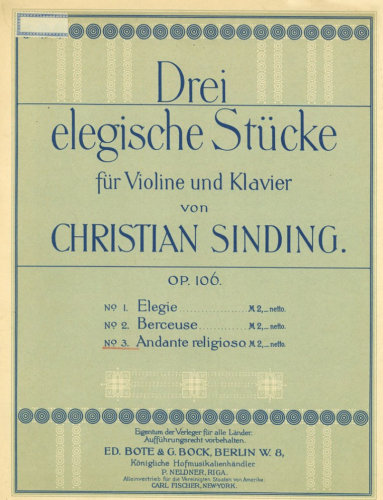 Drei
elegische Stücke
für Violine und Klavier
von
CHRISTIAN SINDING.
OP. 106.
Nº 1. Elegie............M 2,_ netto.
Nº 2. Berceuse...........M 2,_ netto.
Nº 3. Andante religioso M 2,_ netto.
Eigentum der Verleger für alle Länder.
Aufführungsrecht vorbehalten.
ED. BOTE & G. BOCK, BERLIN W. 8,
Königliche Hofmusikalienhändler
P. NELDNER, RIGA.
Alleinvertrieb für die Vereinigten Staaten von Amerika:
CARL FISCHER, NEW-YORK.